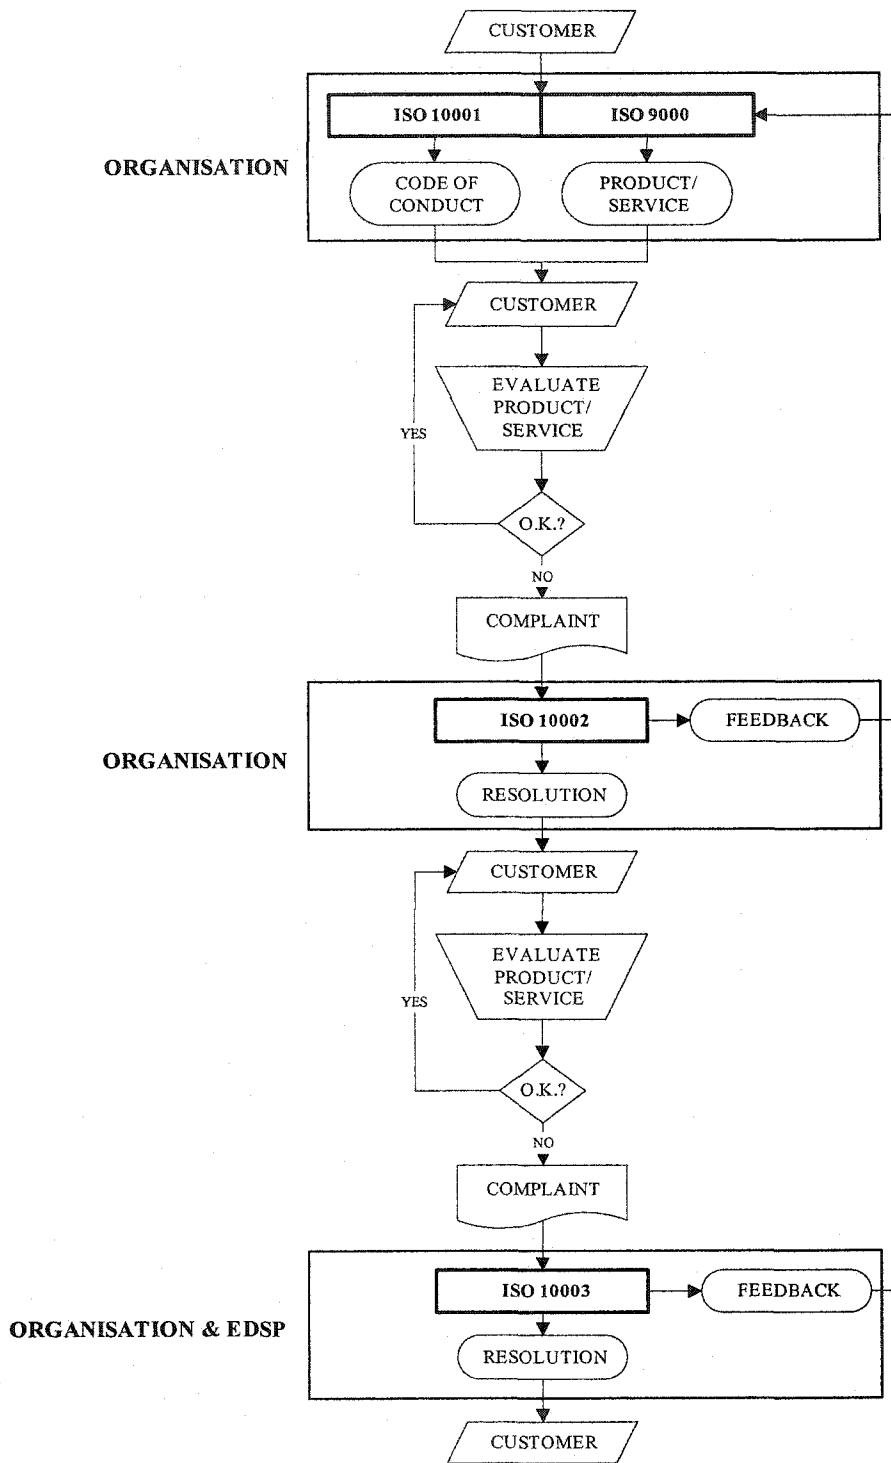 CUSTOMER
ISO 10001
ISO 9000
ORGANISATION
CODE OF
CONDUCT
PRODUCT/
SERVICE
CUSTOMER
EVALUATE
PRODUCT/
SERVICE
YES
O.K.?
NO
COMPLAINT
ISO 10002
FEEDBACK
ORGANISATION
RESOLUTION
CUSTOMER
EVALUATE
PRODUCT/
SERVICE
YES
O.K.?
NO
COMPLAINT
ISO 10003
FEEDBACK
ORGANISATION & EDSP
RESOLUTION
CUSTOMER